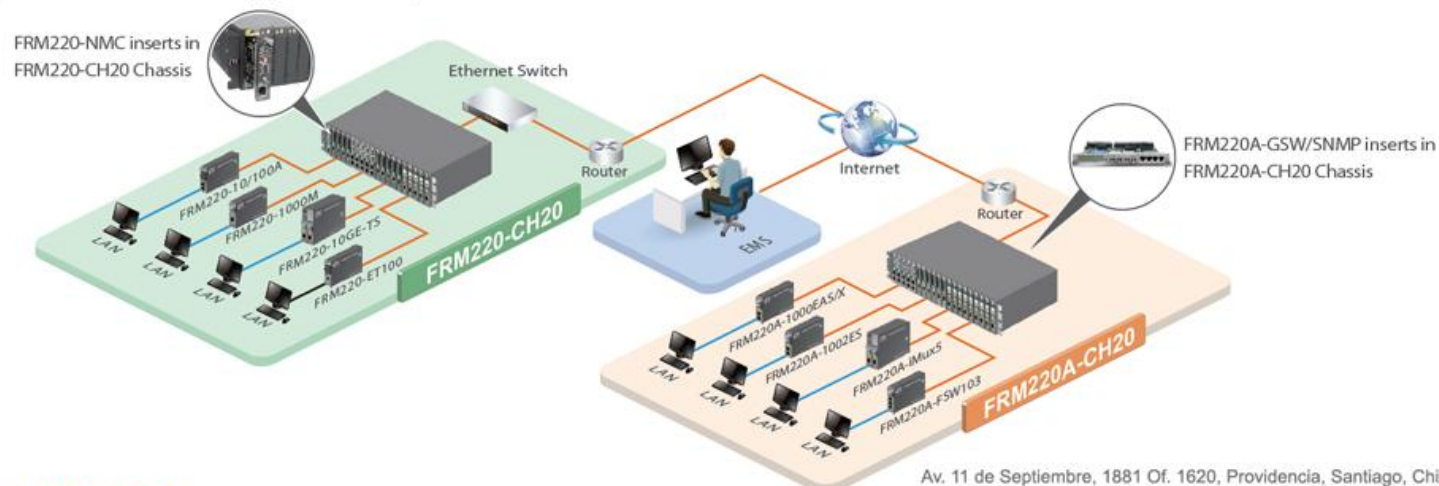 FRM220-NMC inserts in
FRM220-CH20 Chassis
Ethernet Switch
Router
FRM220-10/100A
FRM220-1000M
FRM220-10GE-TS
FRM220-ET100
LAN
LAN
LAN
LAN
FRM220-CH20
EMS
Internet
Router
FRM220A-GSW/SNMP inserts in
FRM220A-CH20 Chassis
FRM220A-1000EAS/X
FRM220A-1002ES
FRM220A-iMux5
FRM220A-FSW103
LAN
LAN
LAN
LAN
FRM220A-CH20
Av. 11 de Septiembre, 1881 Of. 1620, Providencia, Santiago, Chi